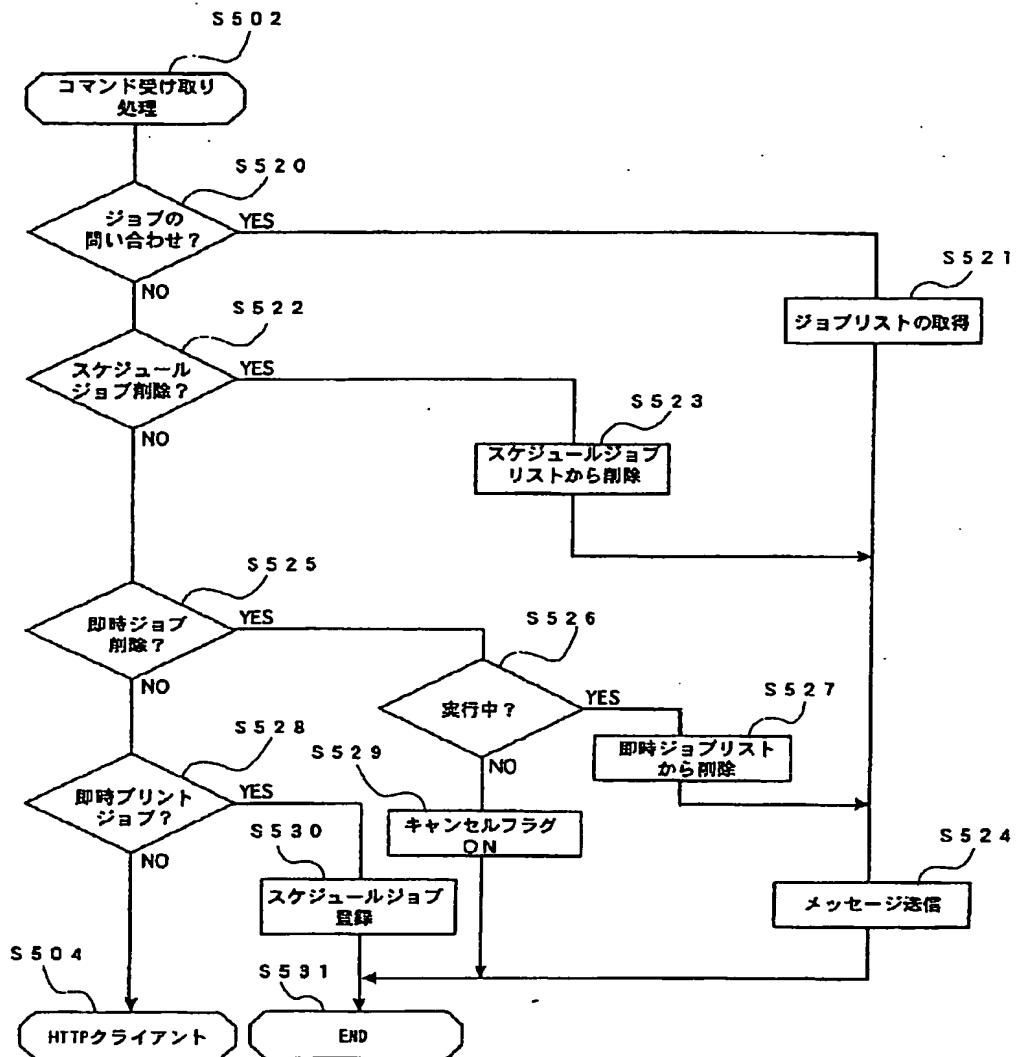 S502
コマンド受け取り
処理
S520
ジョブの
問い合わせ?
YES
NO
S521
ジョブリストの取得
S522
スケジュール
ジョブ削除?
YES
NO
S523
スケジュールジョブ
リストから削除
S525
即時ジョブ
削除?
YES
NO
S526
実行中?
YES
NO
S527
即時ジョブリスト
から削除
S528
即時プリント
ジョブ?
YES
NO
S529
キャンセルフラグ
ON
S530
スケジュールジョブ
登録
S524
メッセージ送信
S504
HTTPクライアント
S531
END